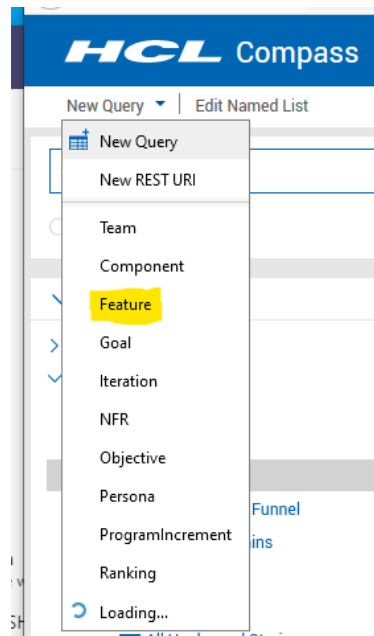 HCL Compass
New Query
Edit Named List
New Query
New REST URI
Team
Component
Feature
Goal
Iteration
NFR
Objective
Persona
Funnel
ProgramIncrement
ins
Ranking
Loading...